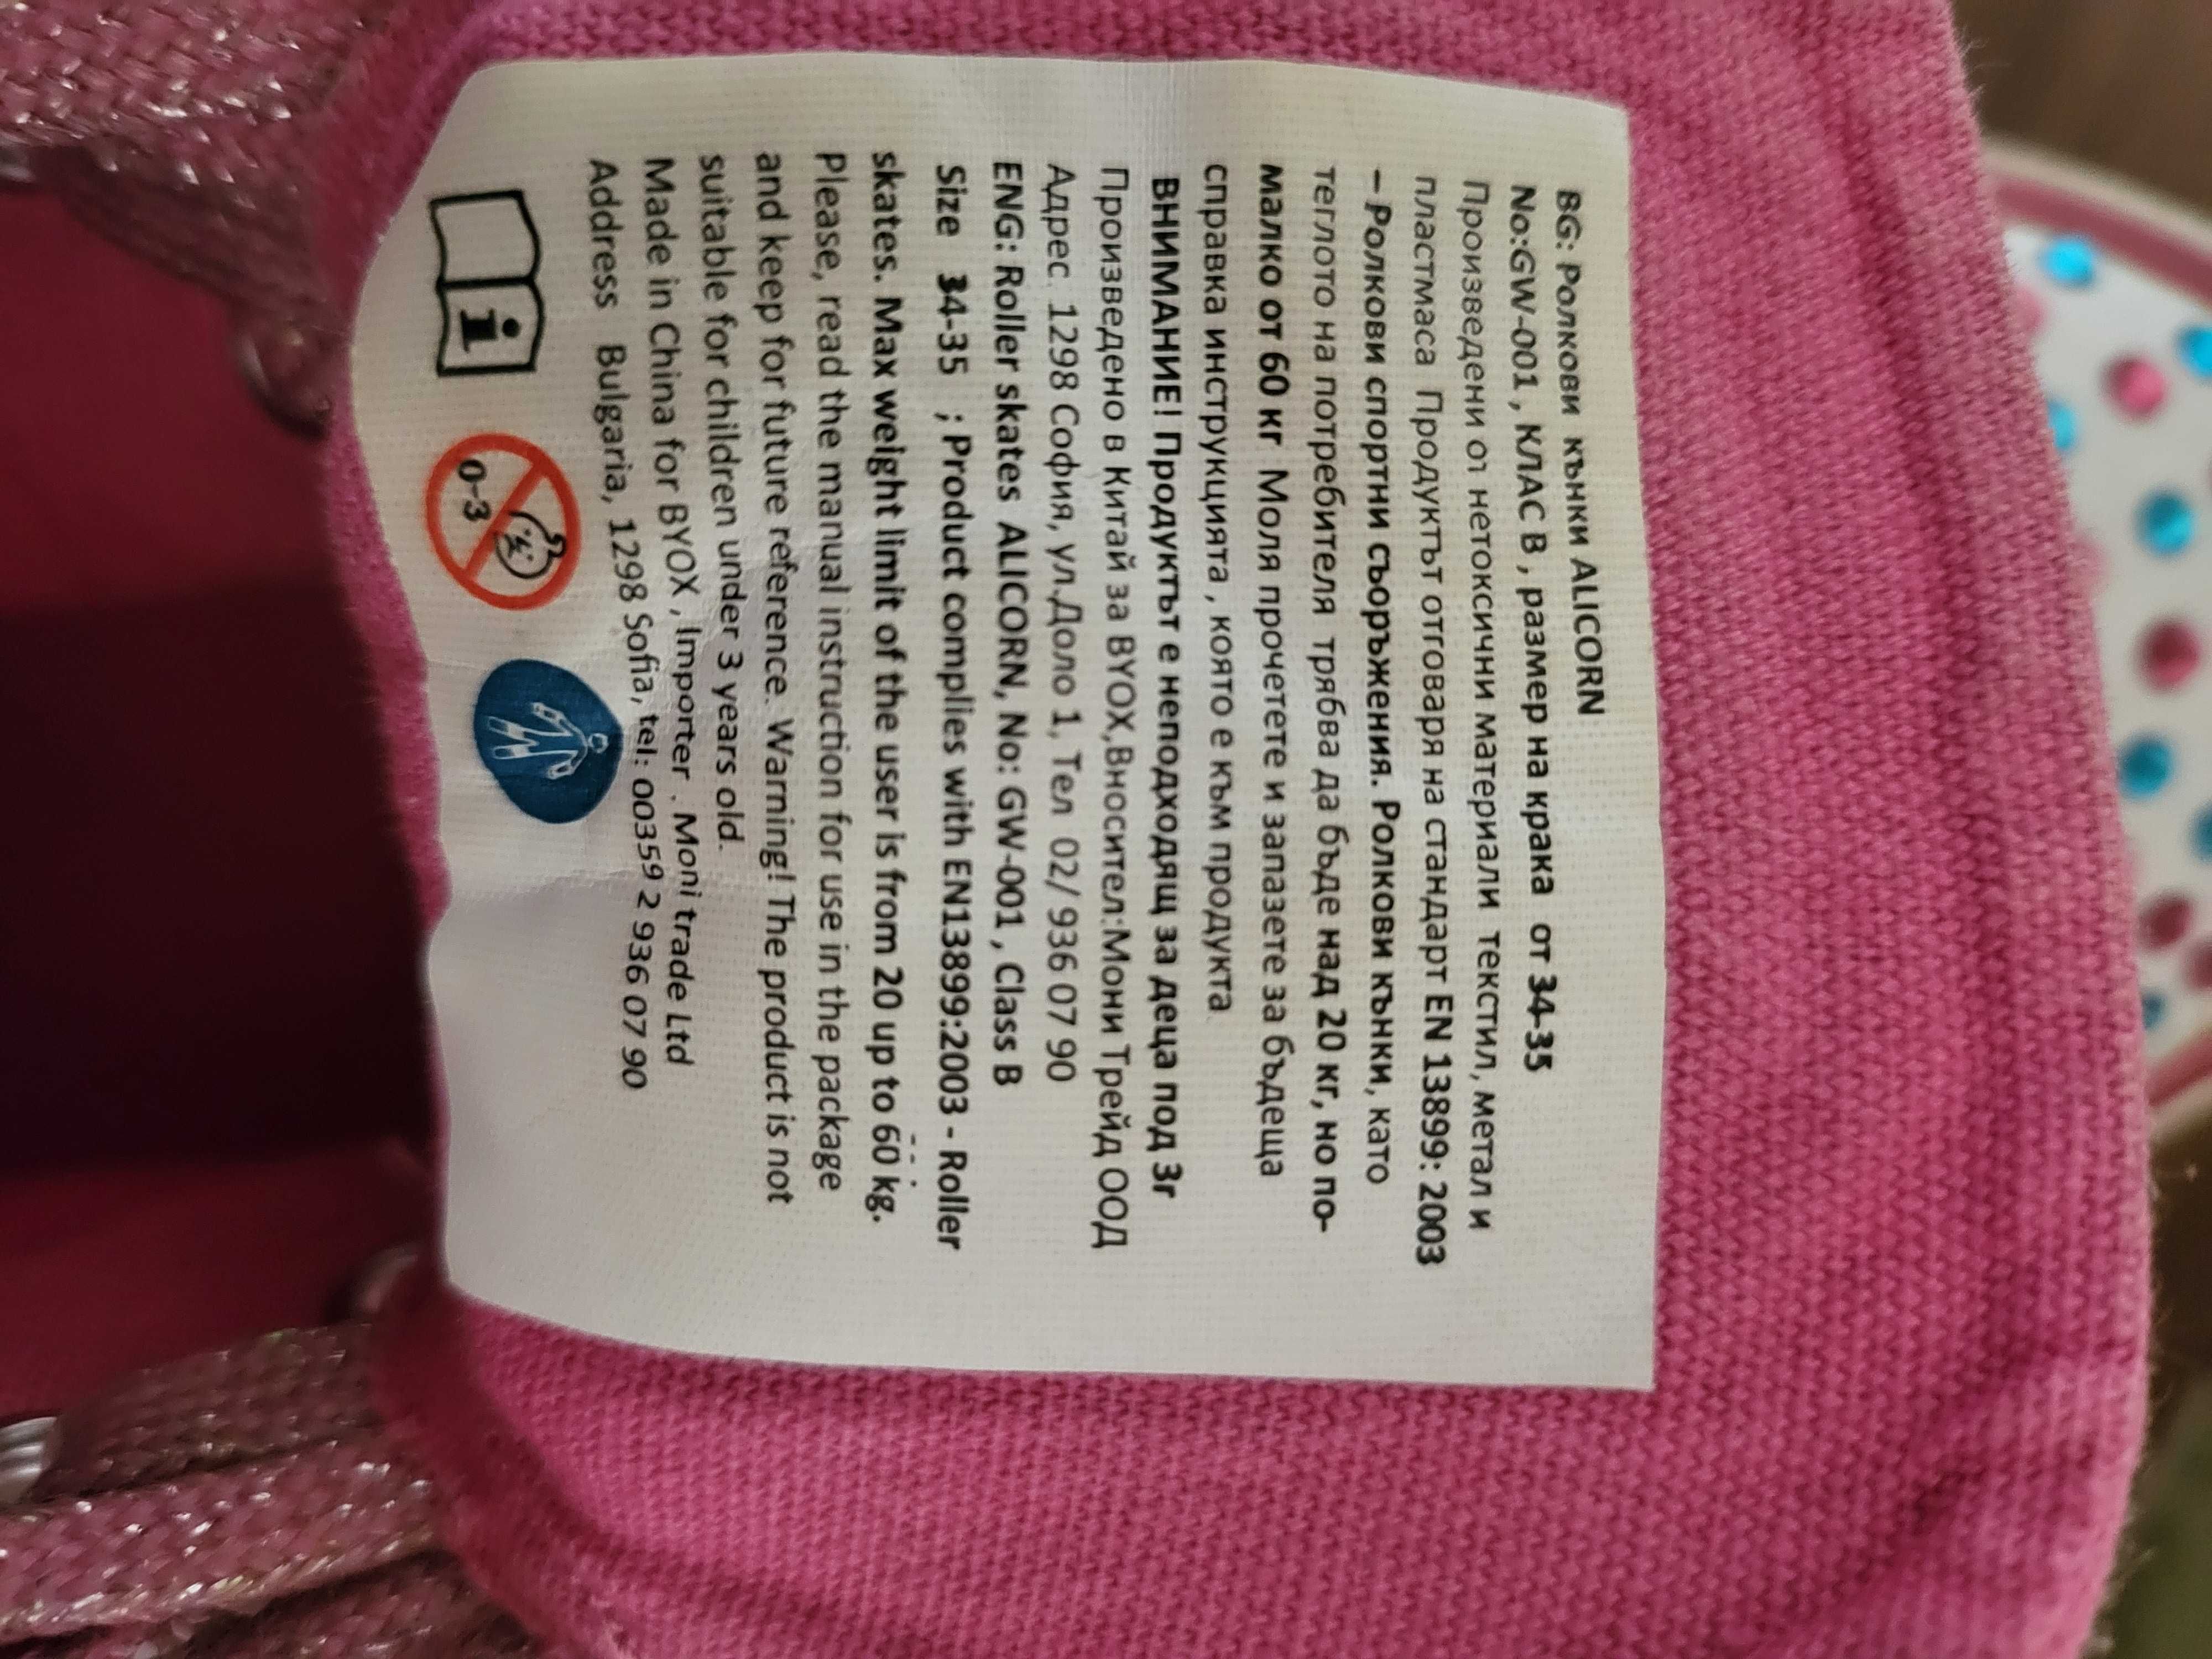 BG: Ролкови кънки ALICORN
No:GW-001 , КЛАС B , размер на крака от 34-35
Произведени от нетоксични материали текстил, метал и
пластмаса Продуктът отговаря на стандарт EN 13899: 2003
– Ролкови спортни съоръжения. Ролкови кънки, като
теглото на потребителя трябва да бъде над 20 кг, но по-
малко от 60 кг Моля прочетете и запазете за бъдеща
справка инструкцията , която е към продукта
ВНИМАНИЕ! Продуктът е неподходящ за деца под 3г
Произведено в Китай за BYOX,Вносител:Мони Трейд ООД
Адрес. 1298 София, ул.Доло 1, Тел 02/ 936 07 90
ENG: Roller skates ALICORN, No: GW-001 , Class B
Size 34-35 ; Product complies with EN13899:2003 - Roller
skates. Max weight limit of the user is from 20 up to 60 kg.
Please, read the manual instruction for use in the package
and keep for future reference. Warning! The product is not
suitable for children under 3 years old.
Made in China for BYOX , Importer . Moni trade Ltd
Address Bulgaria, 1298 Sofia, tel: 00359 2 936 07 90
i 0-3